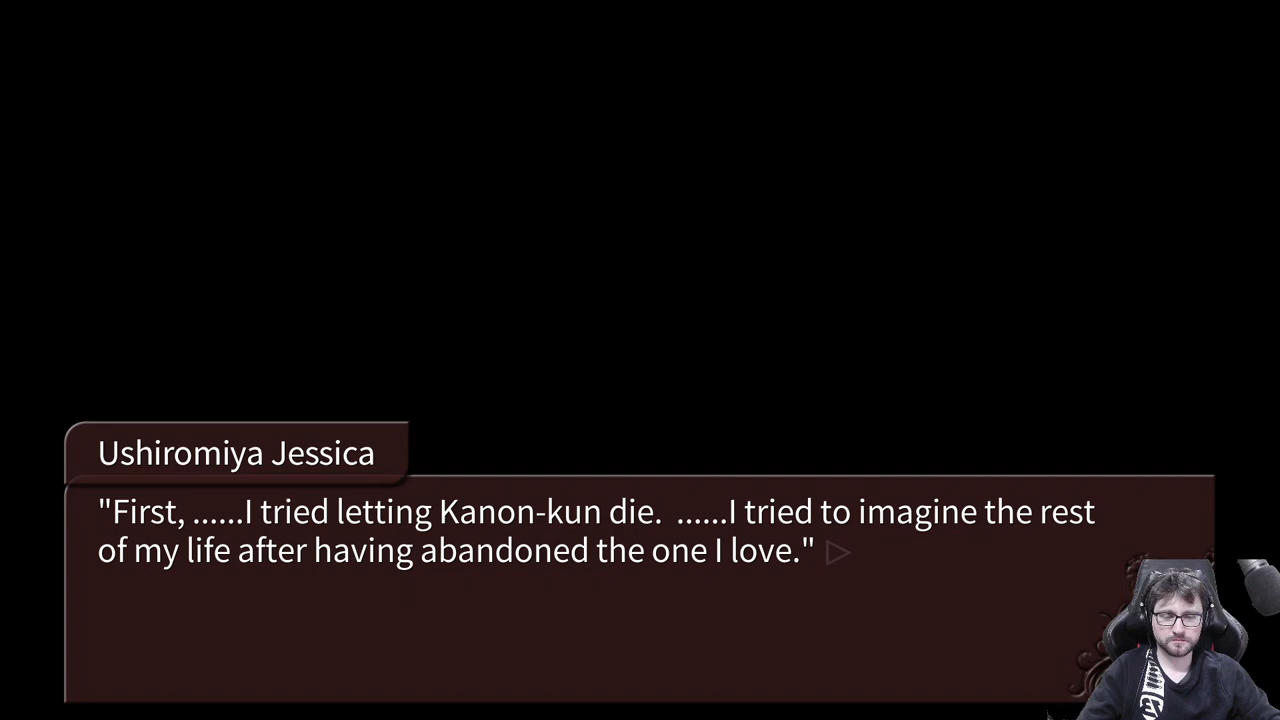 Ushiromiya Jessica
"First, ......I tried letting Kanon-kun die.  ......I tried to imagine the rest
of my life after having abandoned the one I love."